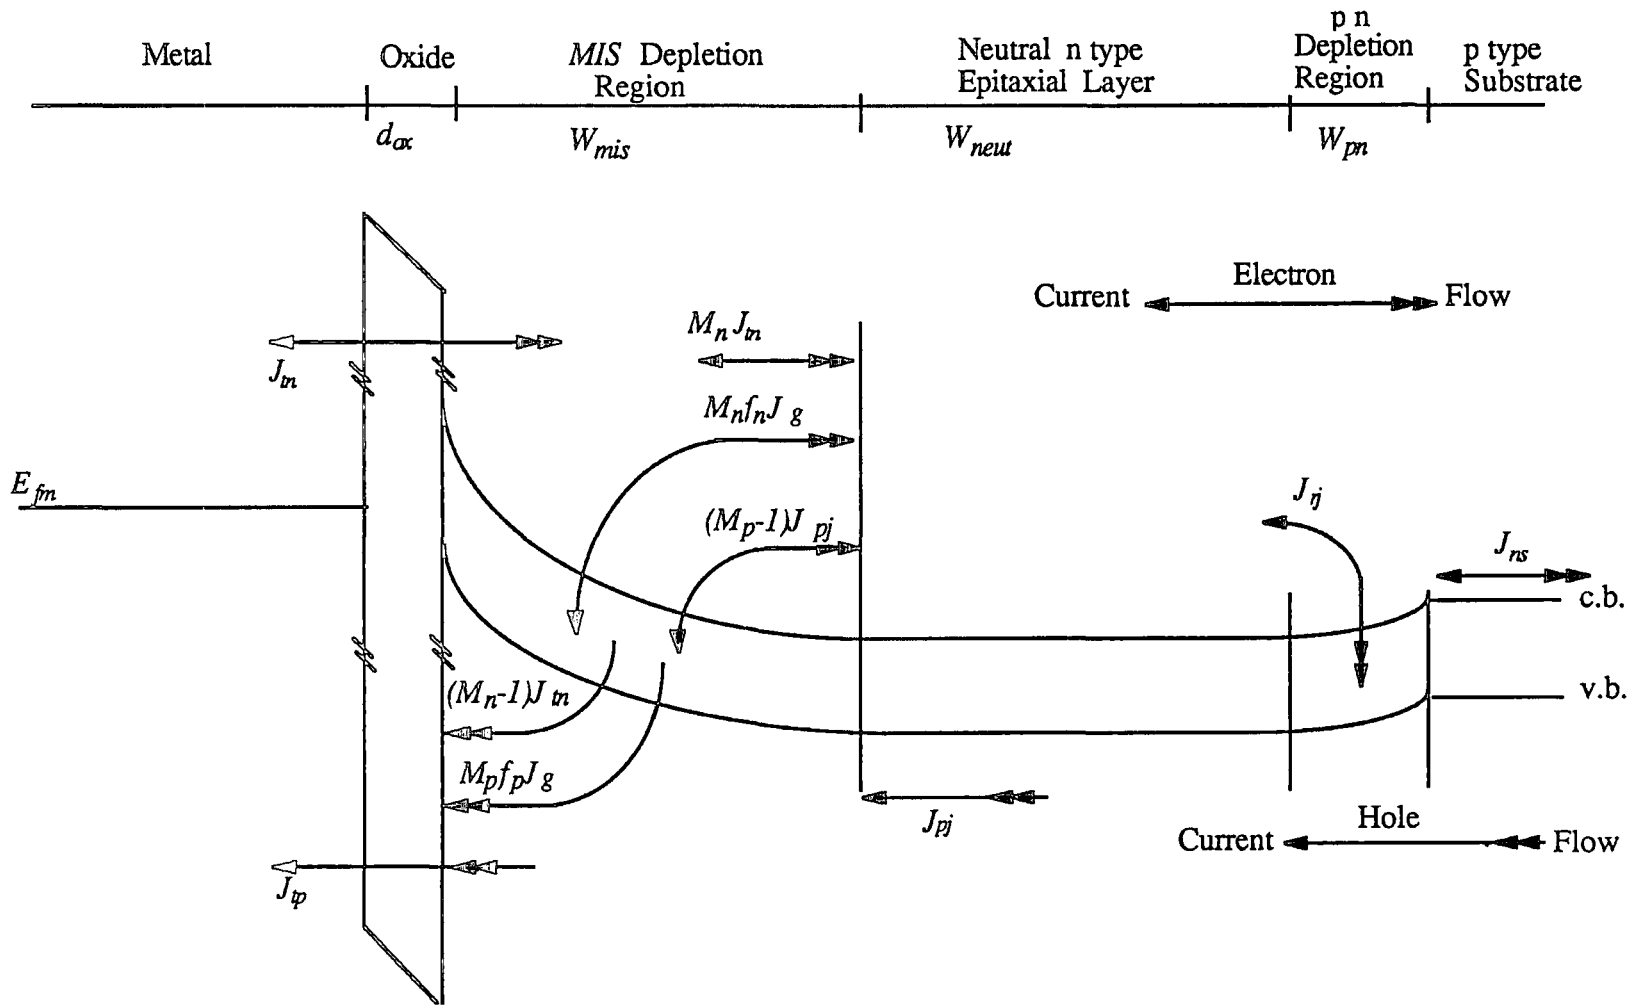 Metal
Oxide
MIS Depletion
Region
Neutral n type
Epitaxial Layer
p n
Depletion
Region
p type
Substrate
d_ox
W_mis
W_neut
W_pn
Electron
Current
Flow
M_n J_tn
J_tn
M_n f_n J_g
E_fm
(M_p-1)J_pj
J_rj
J_ns
c.b.
v.b.
(M_n-1)J_tn
M_p f_p J_g
J_pj
Hole
Current
Flow
J_tp